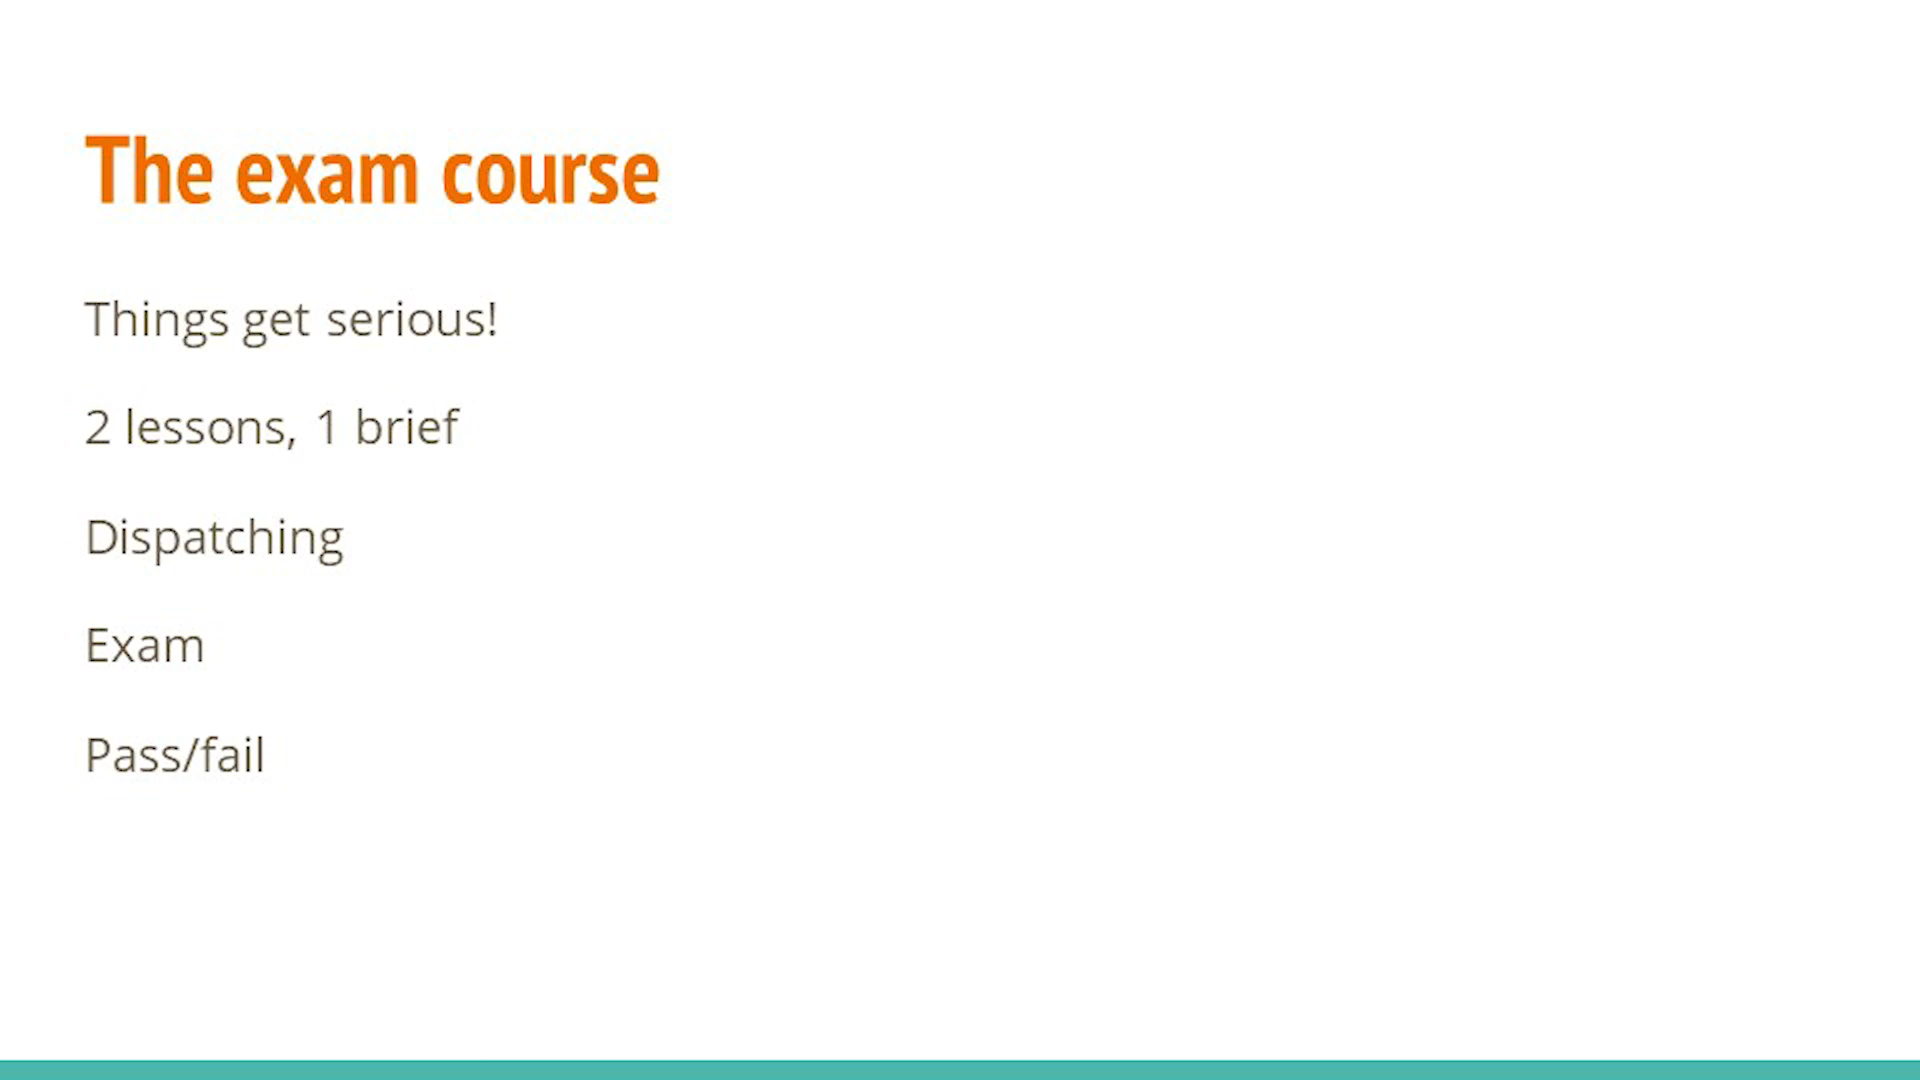 The exam course
Things get serious!
2 lessons, 1 brief
Dispatching
Exam
Pass/fail